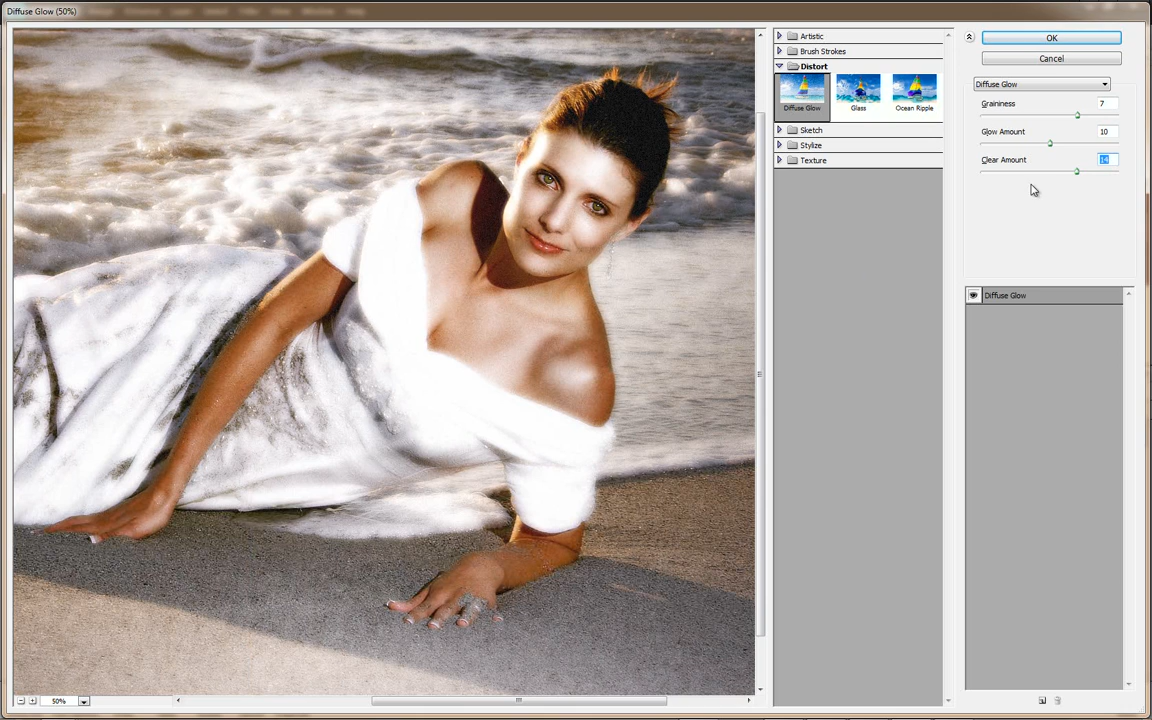 Diffuse Glow (50%)
Artistic
Brush Strokes
Distort
Diffuse Glow
Glass
Ocean Ripple
Sketch
Stylize
Texture
OK
Cancel
Diffuse Glow
Graininess 7
Glow Amount 10
Clear Amount 14
Diffuse Glow
50%